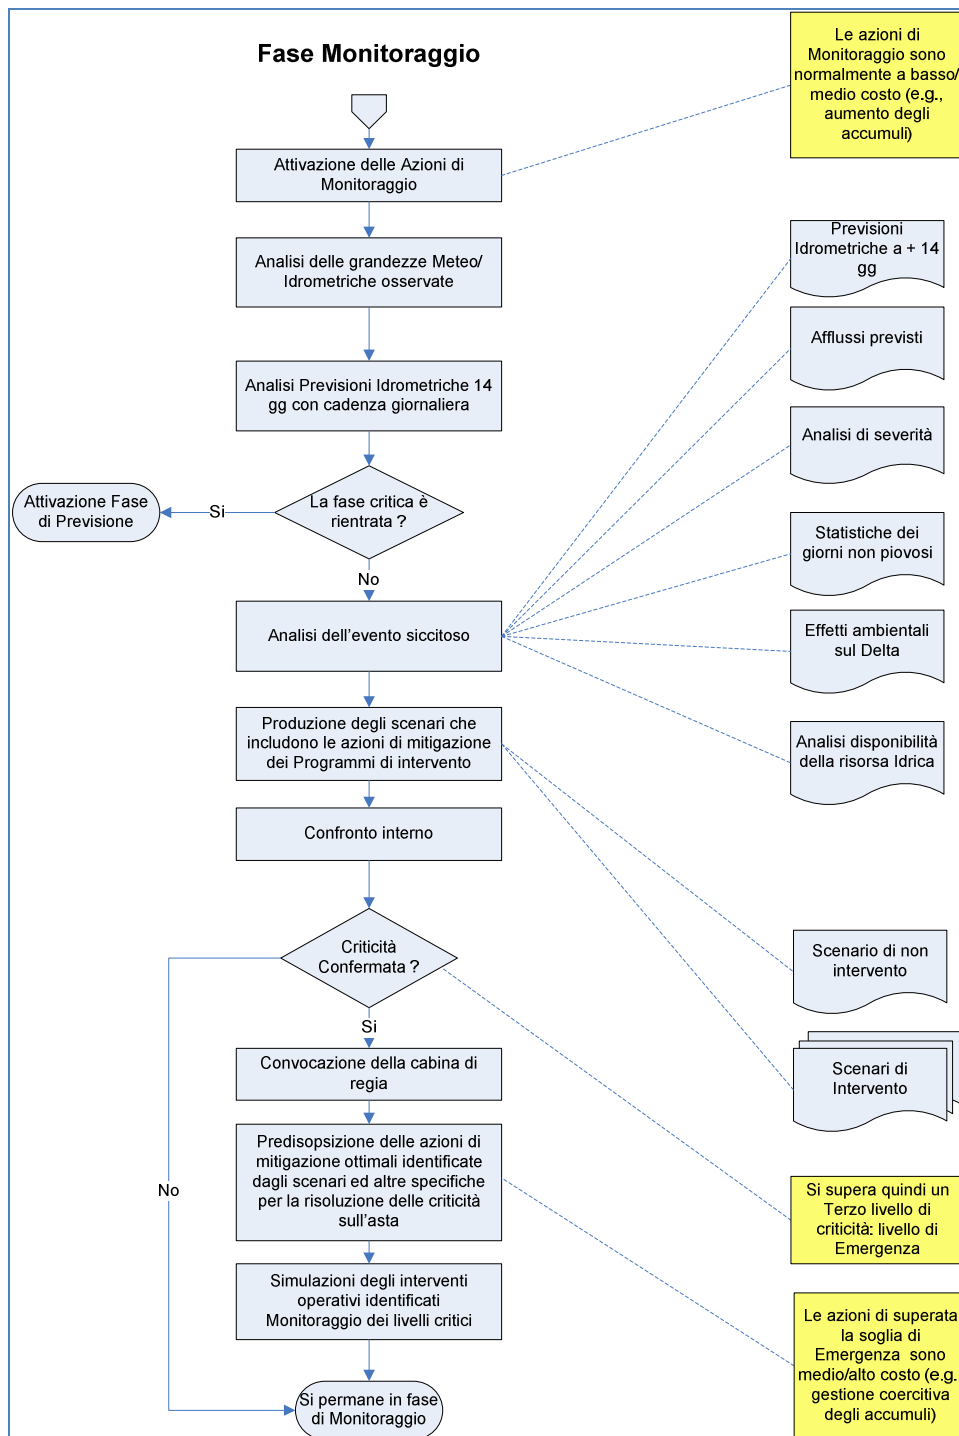 Fase Monitoraggio
Le azioni di
Monitoraggio sono
normalmente a basso/
medio costo (e.g.,
aumento degli
accumuli)
Attivazione delle Azioni di
Monitoraggio
Analisi delle grandezze Meteo/
Idrometriche osservate
Previsioni
Idrometriche a + 14
gg
Afflussi previsti
Analisi Previsioni Idrometriche 14
gg con cadenza giornaliera
Analisi di severità
La fase critica è
rientrata ?
Si
Attivazione Fase
di Previsione
No
Statistiche dei
giorni non piovosi
Analisi dell'evento siccitoso
Effetti ambientali
sul Delta
Produzione degli scenari che
includono le azioni di mitigazione
dei Programmi di intervento
Analisi disponibilità
della risorsa Idrica
Confronto interno
Criticità
Confermata ?
Scenario di non
intervento
Si
Convocazione della cabina di
regia
Scenari di
Intervento
Predisopsizione delle azioni di
mitigazione ottimali identificate
dagli scenari ed altre specifiche
per la risoluzione delle criticità
sull'asta
No
Si supera quindi un
Terzo livello di
criticità: livello di
Emergenza
Simulazioni degli interventi
operativi identificati
Monitoraggio dei livelli critici
Le azioni di superata
la soglia di
Emergenza sono
medio/alto costo (e.g.
gestione coercitiva
degli accumuli)
Si permane in fase
di Monitoraggio